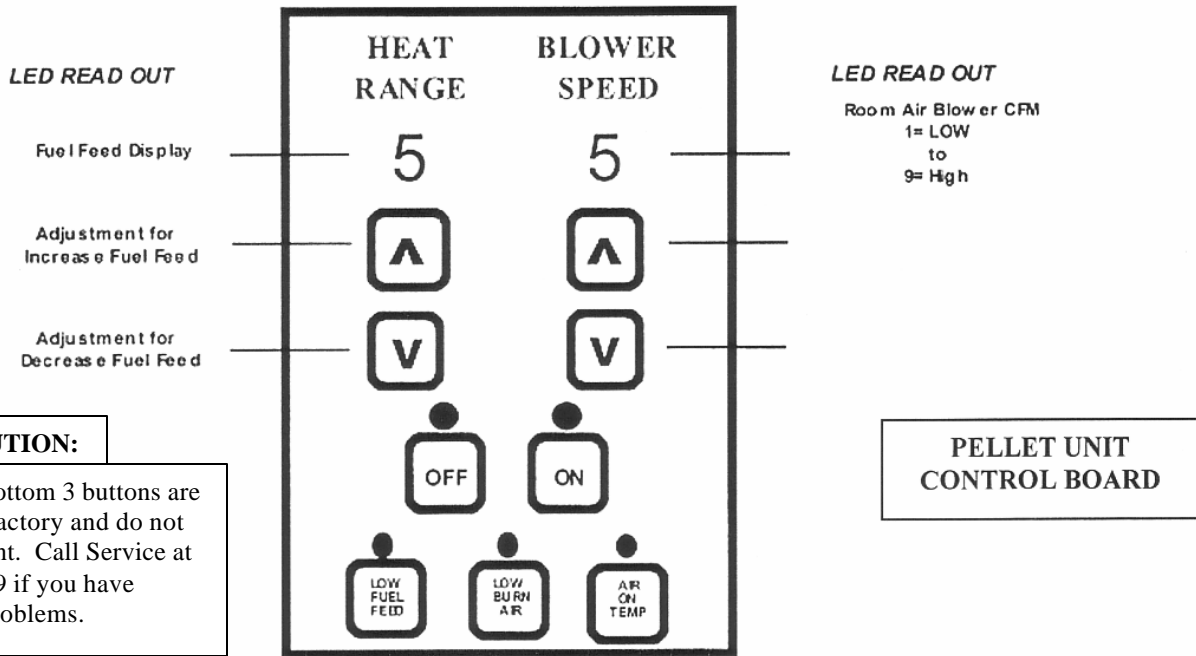 HEAT RANGE
BLOWER SPEED
LED READ OUT
LED READ OUT
Fuel Feed Display
5
5
Room Air Blower CFM
1= LOW
to
9= High
Adjustment for
Increase Fuel Feed
Λ
Λ
Adjustment for
Decrease Fuel Feed
V
V
OFF
ON
LOW
FUEL
FEED
LOW
BURN
AIR
AIR
ON
TEMP
UTION:
ottom 3 buttons are
actory and do not
nt. Call Service at
9 if you have
oblems.
PELLET UNIT
CONTROL BOARD